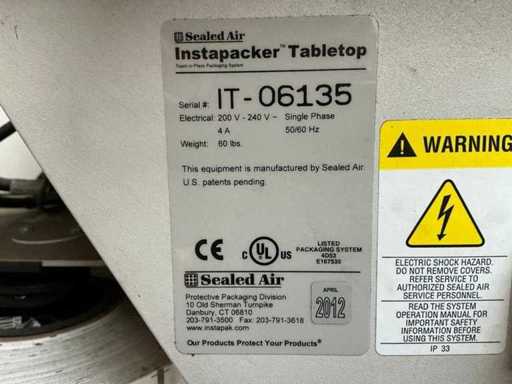 Sealed Air
Instapacker™ Tabletop
Foam-in-Place Packaging System
Serial #: IT-06135
Electrical: 200 V - 240 V ~ Single Phase
4 A 50/60 Hz
Weight: 60 lbs.
This equipment is manufactured by Sealed Air.
U.S. patents pending.
CE
C UL US
LISTED
PACKAGING SYSTEM
4D53
E167535
Sealed Air
Protective Packaging Division
10 Old Sherman Turnpike
Danbury, CT 06810
203-791-3500 Fax: 203-791-3618
www.instapak.com
APRIL
2012
Our Products Protect Your Products®
WARNING
ELECTRIC SHOCK HAZARD.
DO NOT REMOVE COVERS.
REFER SERVICE TO
AUTHORIZED SEALED AIR
SERVICE PERSONNEL.
READ THE SYSTEM
OPERATION MANUAL FOR
IMPORTANT SAFETY
INFORMATION BEFORE
USING THIS EQUIPMENT.
IP 33